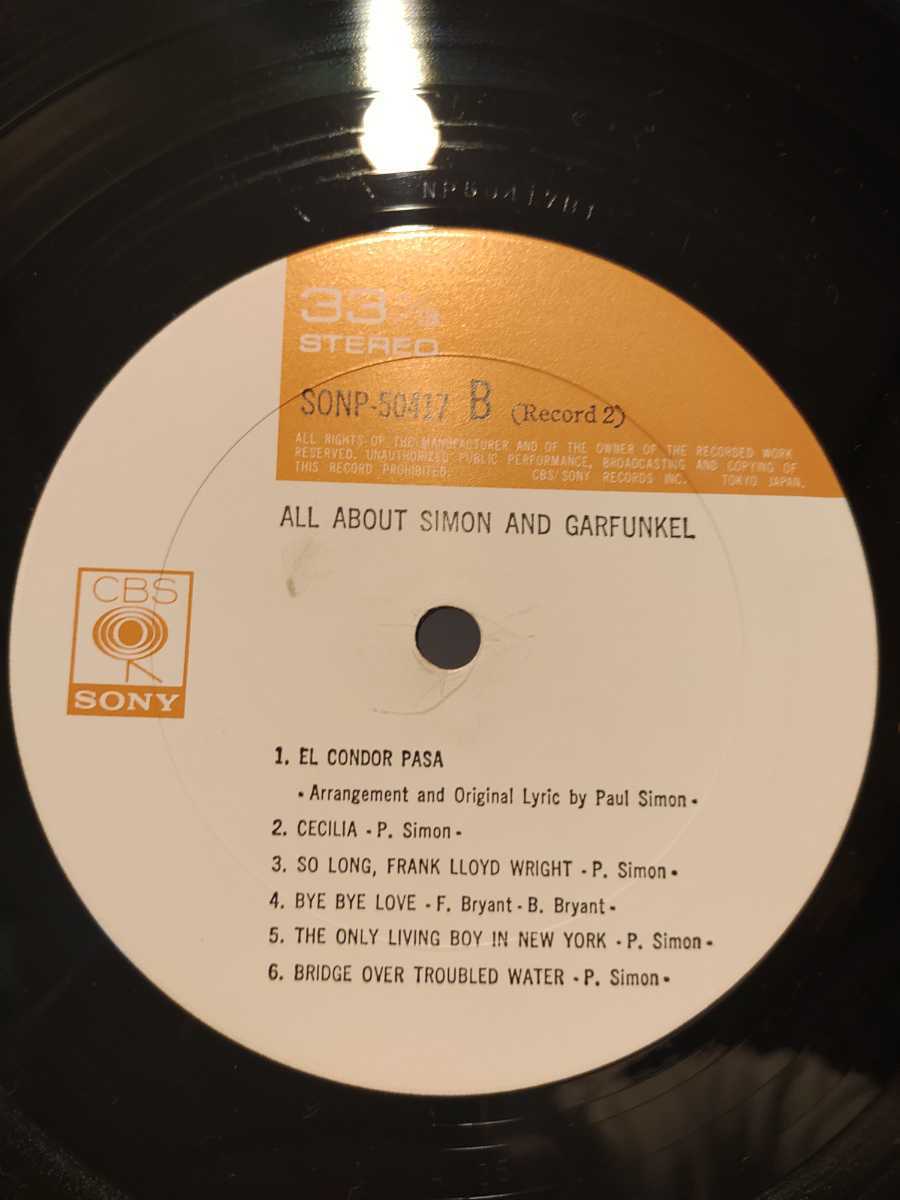 NP50417B1
33 1/3
STEREO
SONP-50417 B (Record 2)
ALL RIGHTS OF THE MANUFACTURER AND OF THE OWNER OF THE RECORDED WORK
RESERVED. UNAUTHORIZED PUBLIC PERFORMANCE, BROADCASTING AND COPYING OF
THIS RECORD PROHIBITED. CBS/SONY RECORDS INC. TOKYO JAPAN.
ALL ABOUT SIMON AND GARFUNKEL
CBS
SONY
1. EL CONDOR PASA
• Arrangement and Original Lyric by Paul Simon •
2. CECILIA • P. Simon •
3. SO LONG, FRANK LLOYD WRIGHT • P. Simon •
4. BYE BYE LOVE • F. Bryant - B. Bryant •
5. THE ONLY LIVING BOY IN NEW YORK • P. Simon •
6. BRIDGE OVER TROUBLED WATER • P. Simon •